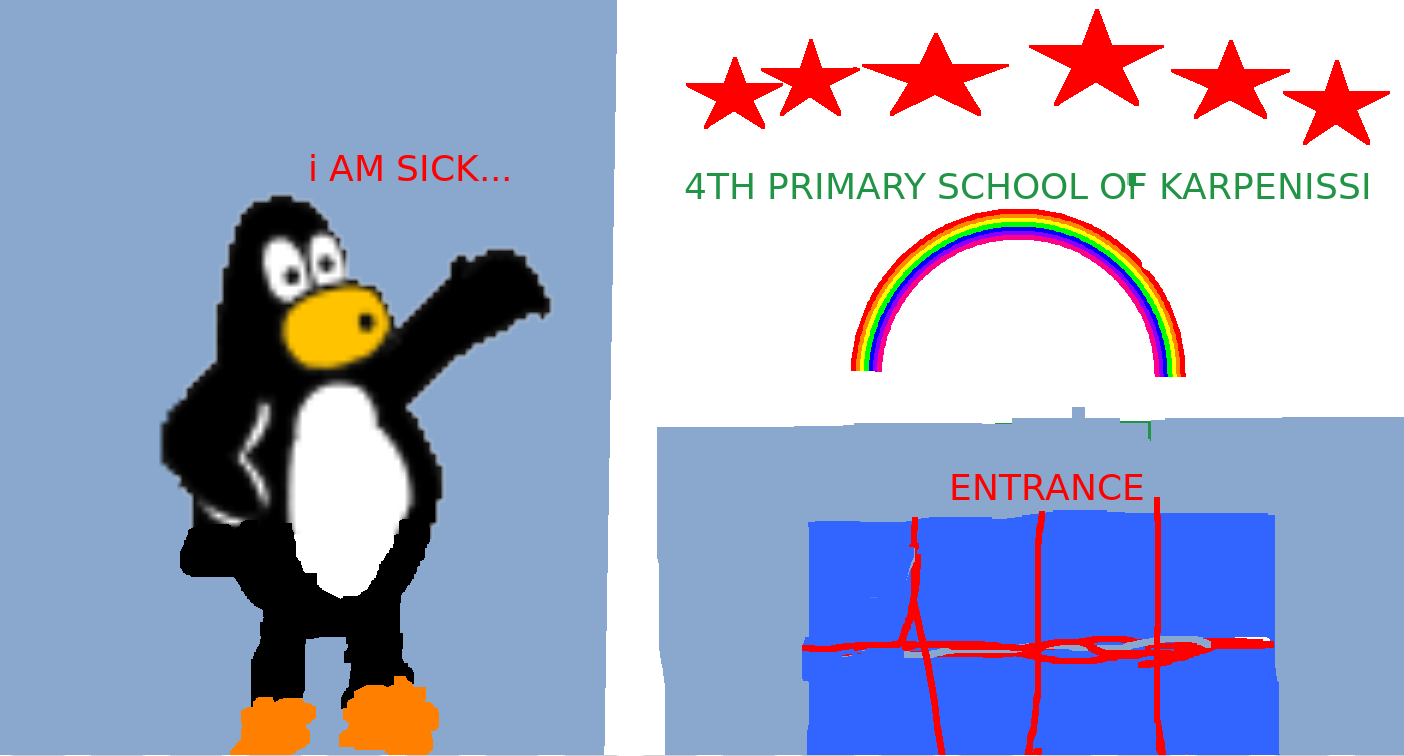 i AM SICK...
4TH PRIMARY SCHOOL OF KARPENISSI
ENTRANCE